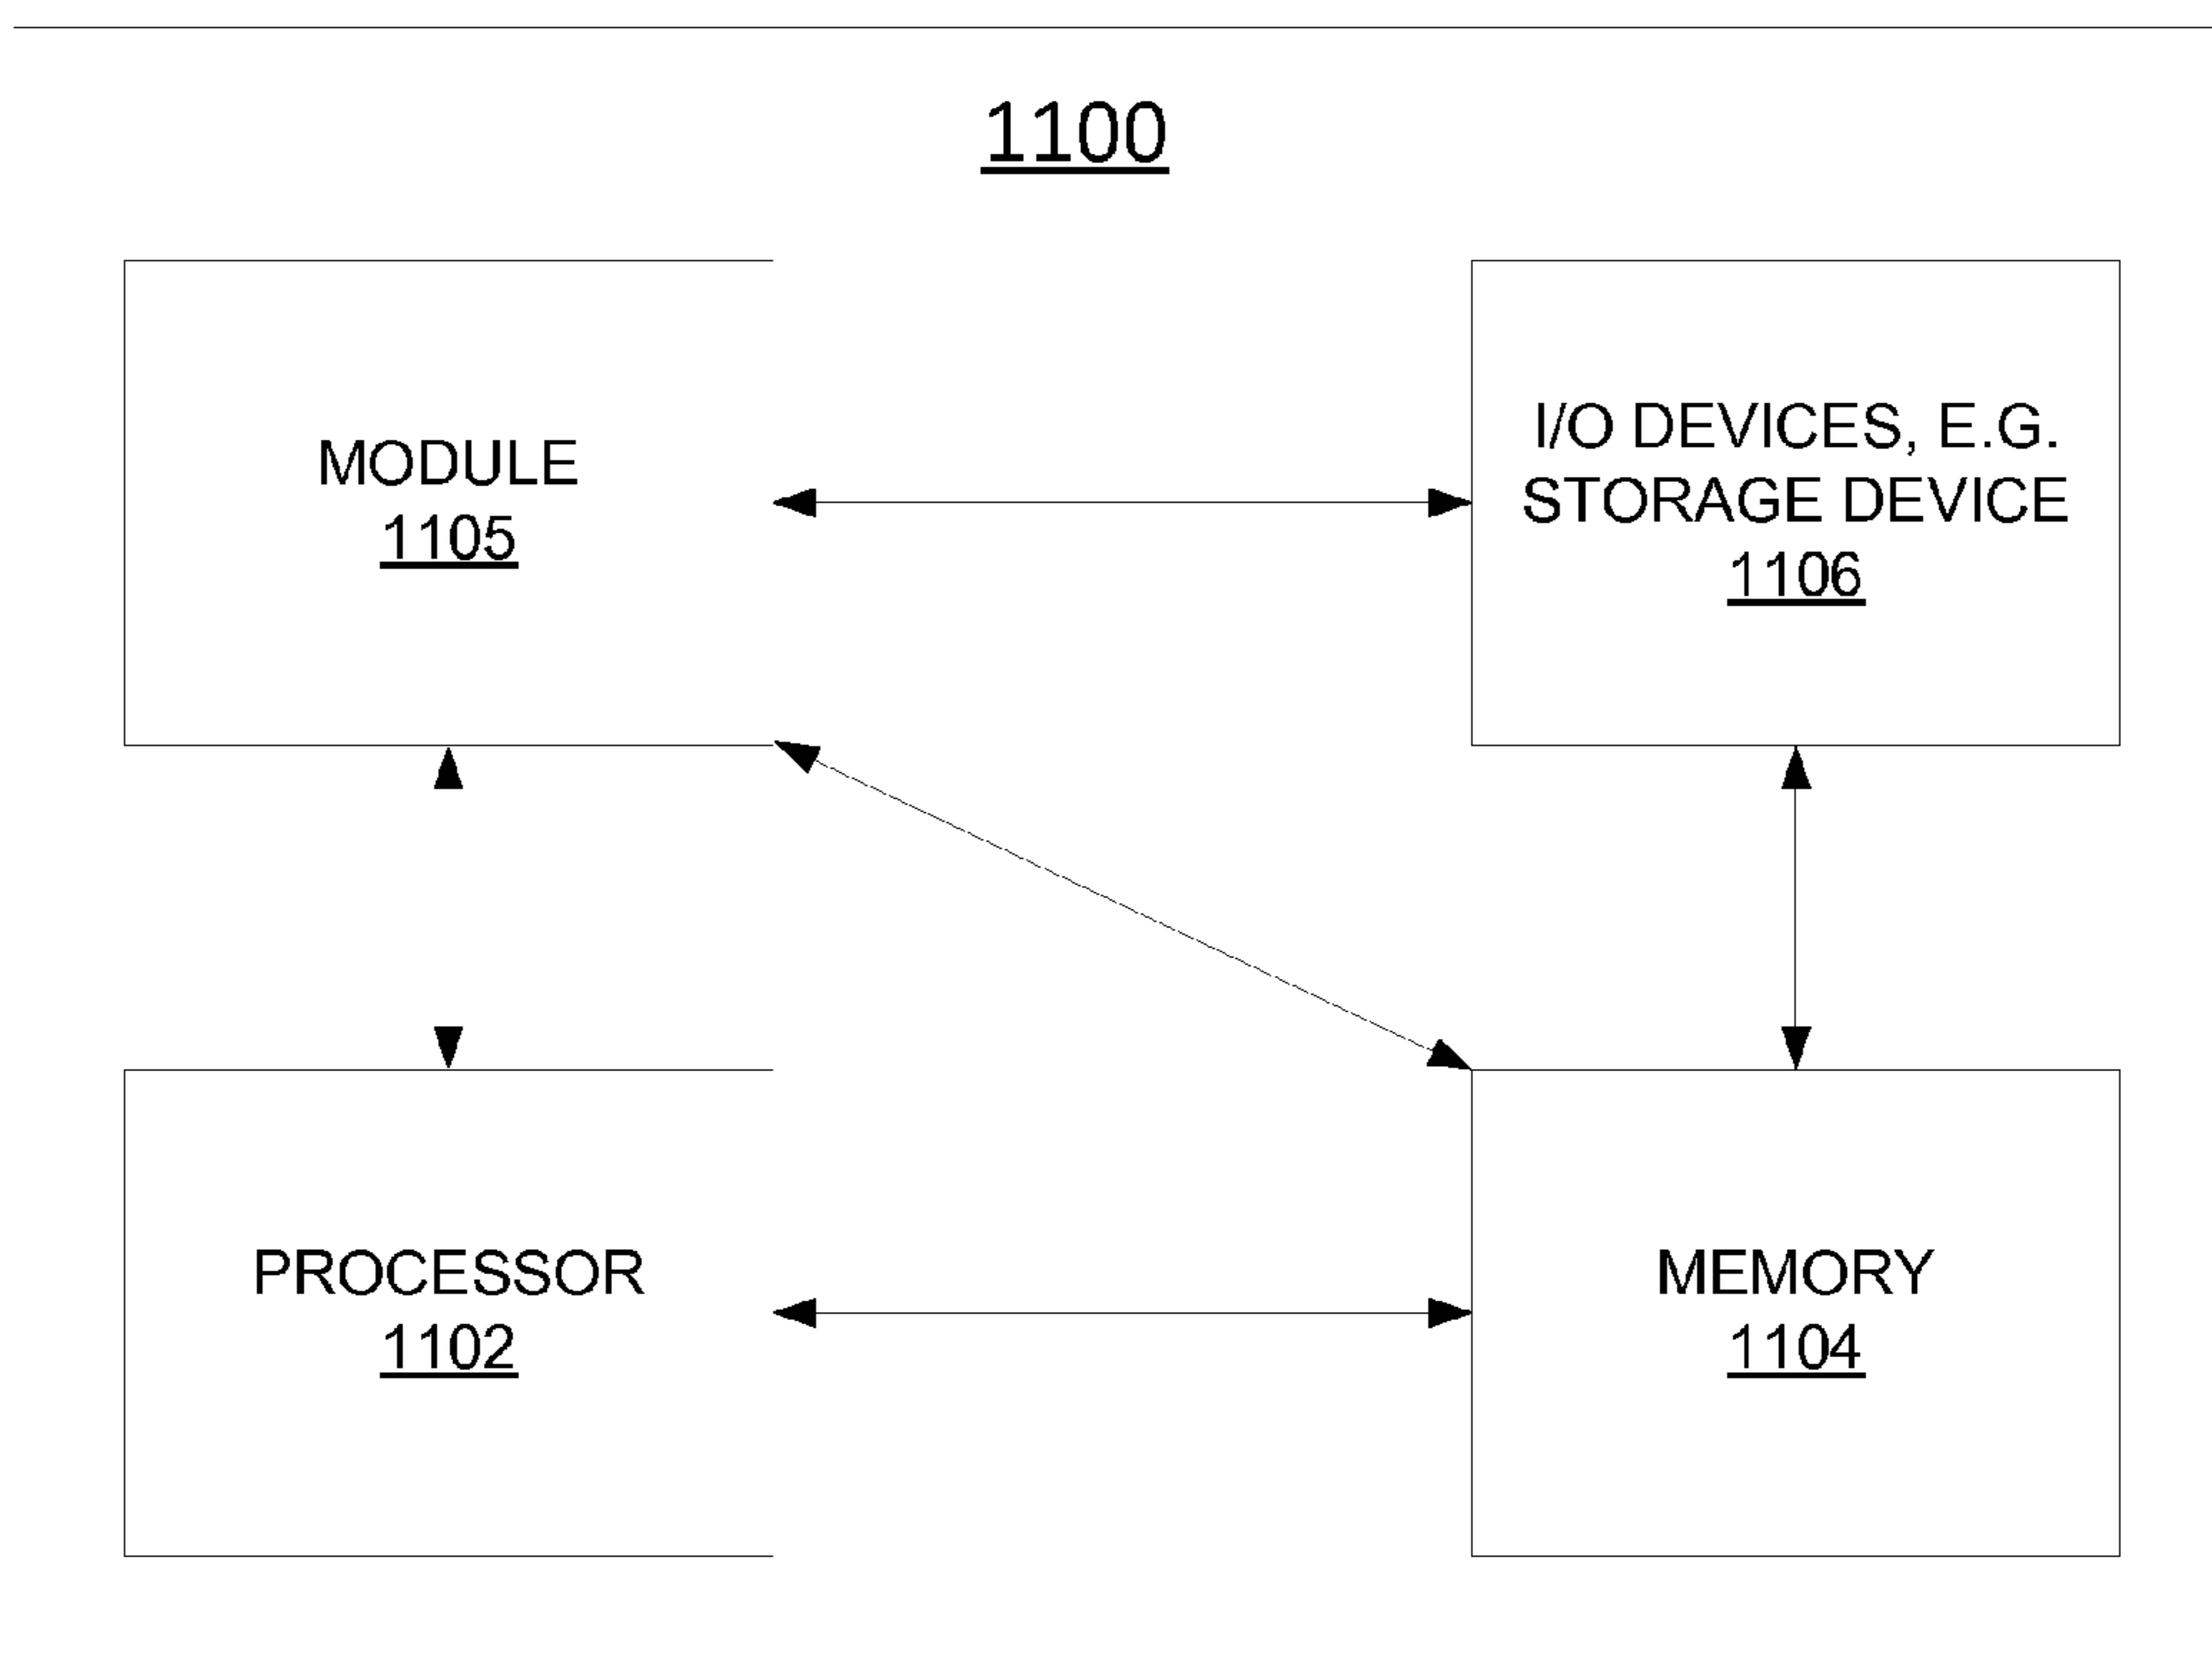 1100
MODULE
1105
I/O DEVICES, E.G.
STORAGE DEVICE
1106
PROCESSOR
1102
MEMORY
1104